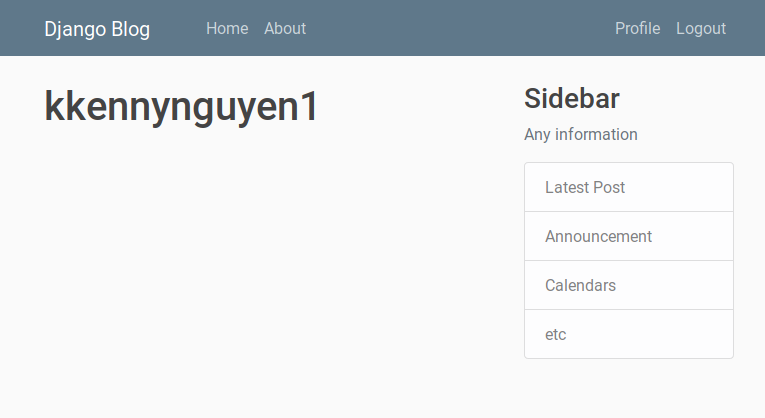 Django Blog Home About Profile Logout
kkennynguyen1
Sidebar
Any information
Latest Post
Announcement
Calendars
etc